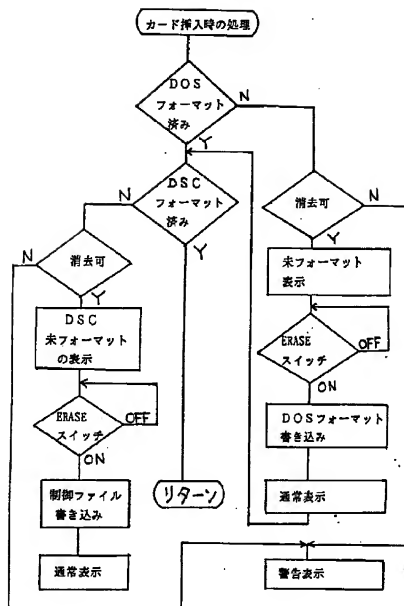 カード挿入時の処理
DOS
フォーマット
済み
N
Y
DSC
フォーマット
済み
N
Y
消去可
N
Y
消去可
N
Y
未フォーマット
表示
DSC
未フォーマット
の表示
ERASE
スイッチ
OFF
ON
ERASE
スイッチ
OFF
ON
DOSフォーマット
書き込み
制御ファイル
書き込み
リターン
通常表示
通常表示
警告表示